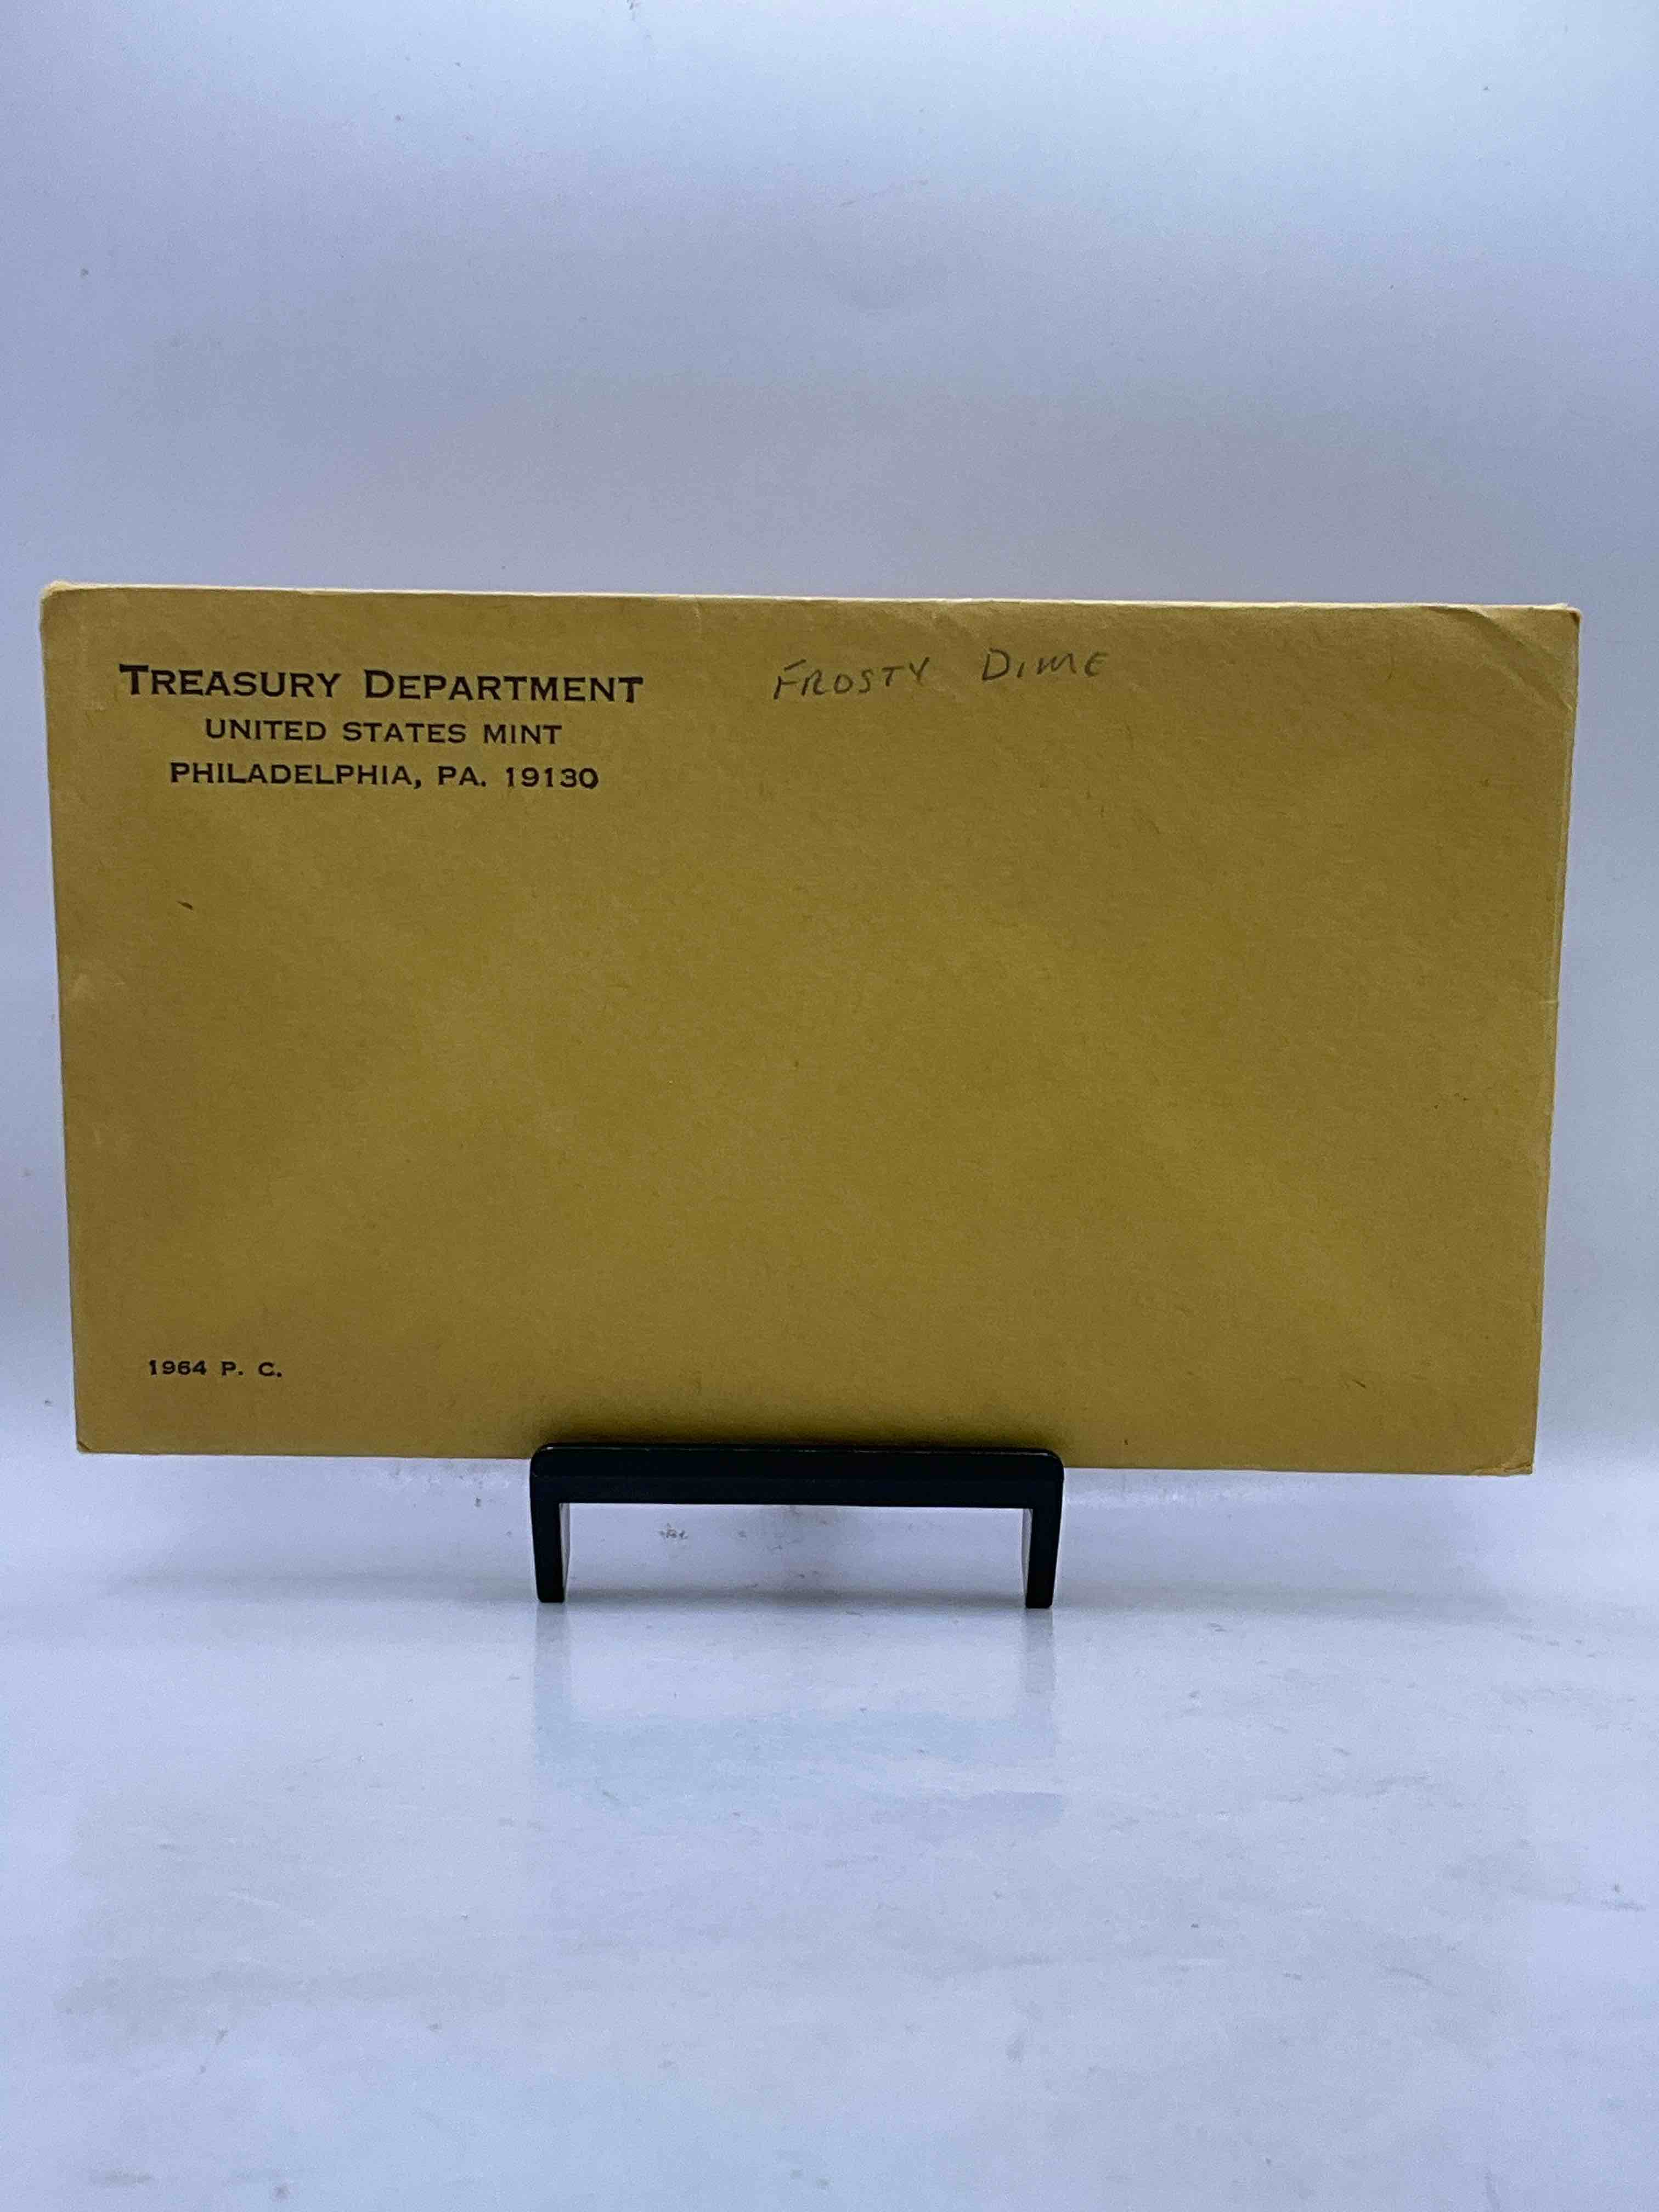 TREASURY DEPARTMENT
UNITED STATES MINT
PHILADELPHIA, PA. 19130
FROSTY DIME
1964 P. C.